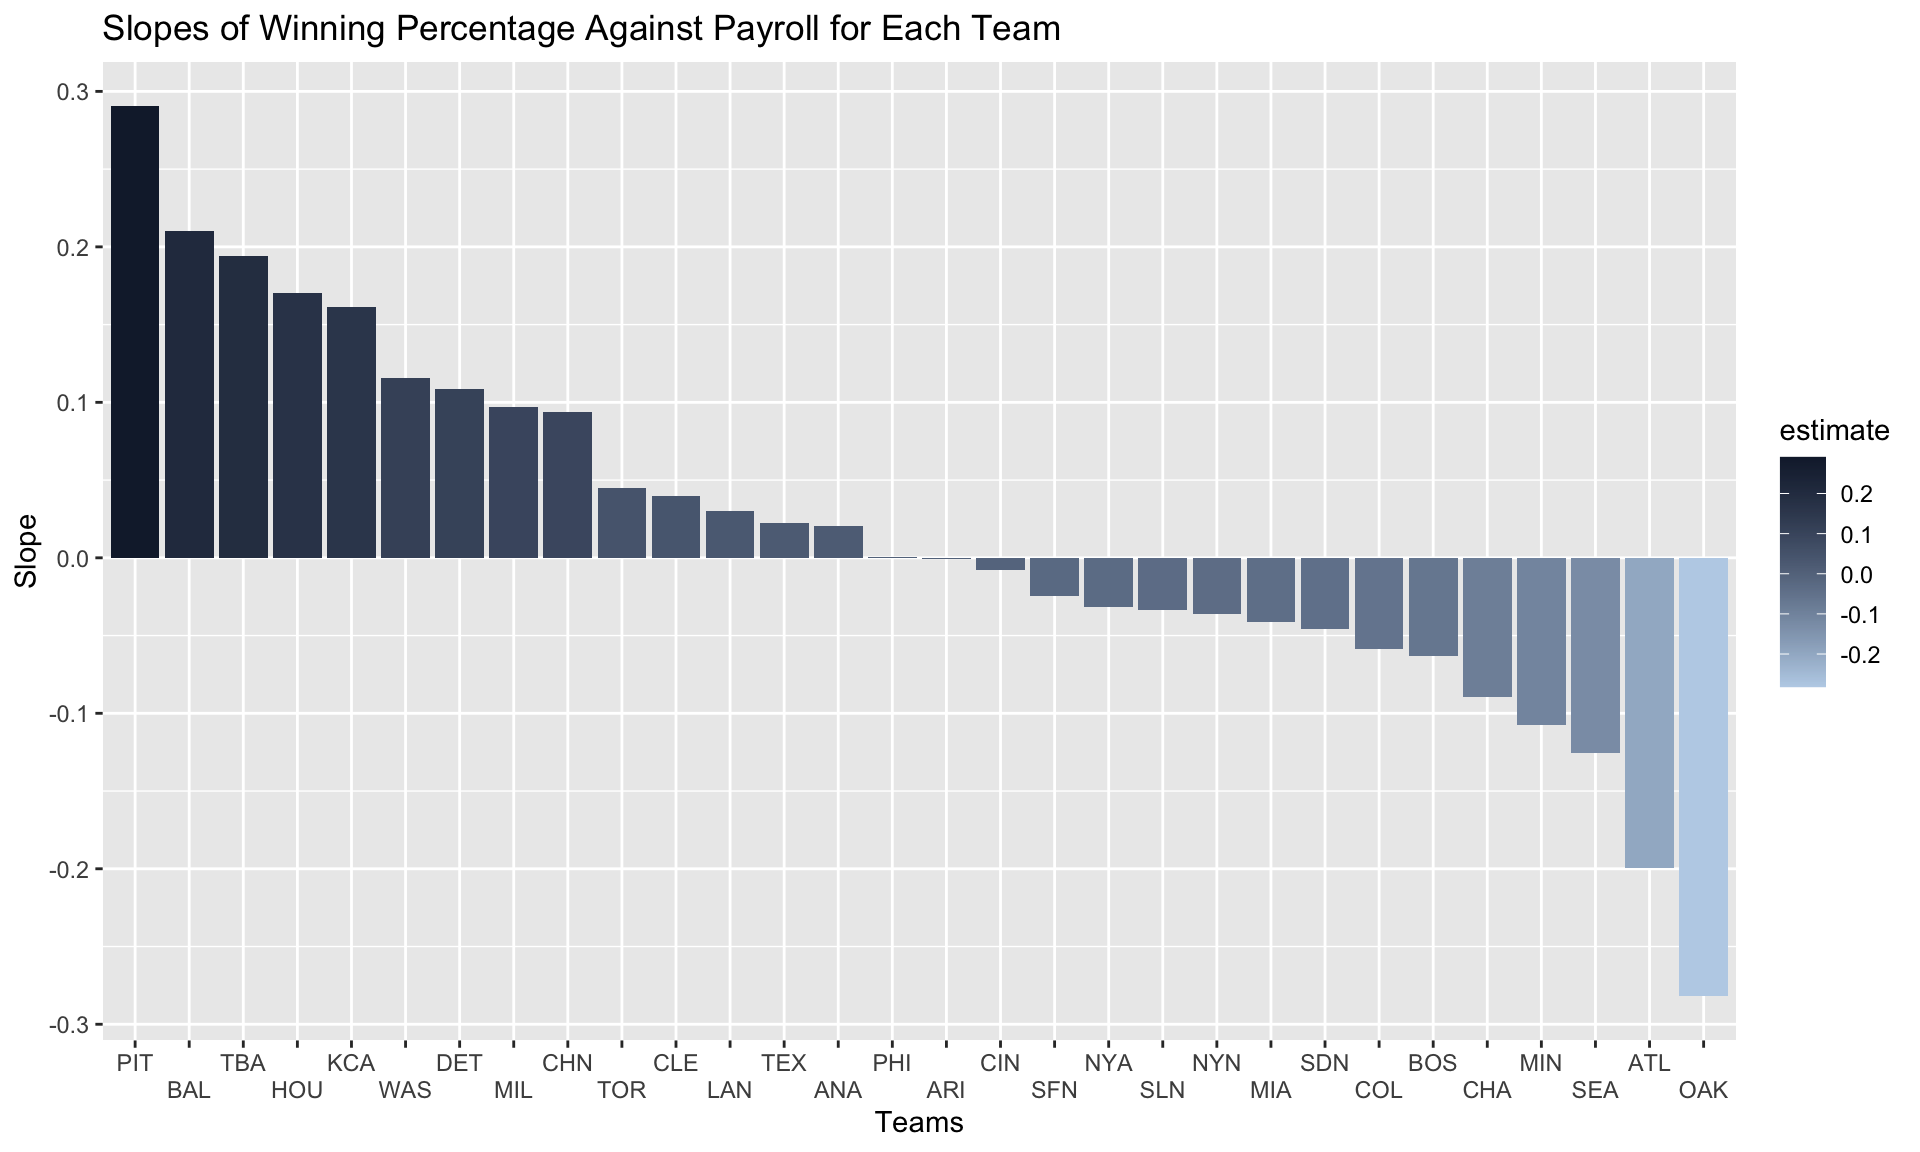 Slopes of Winning Percentage Against Payroll for Each Team
0.3
0.2
0.1
0.0
-0.1
-0.2
-0.3
Slope
PIT TBA KCA DET CHN CLE TEX PHI CIN NYA NYN SDN BOS MIN ATL
BAL HOU WAS MIL TOR LAN ANA ARI SFN SLN MIA COL CHA SEA OAK
Teams
estimate
0.2
0.1
0.0
-0.1
-0.2